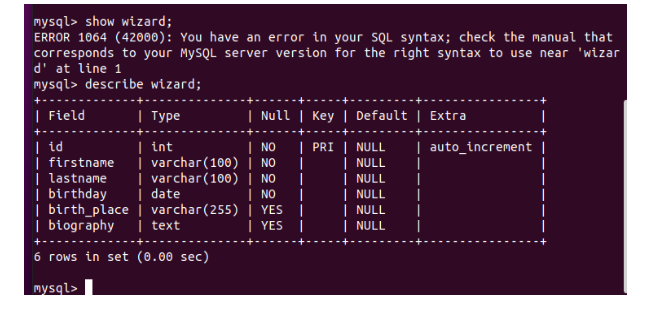 mysql> show wizard;
ERROR 1064 (42000): You have an error in your SQL syntax; check the manual that
corresponds to your MySQL server version for the right syntax to use near 'wizar
d' at line 1
mysql> describe wizard;
+-------------+--------------+------+-----+---------+----------------+
| Field       | Type         | Null | Key | Default | Extra          |
+-------------+--------------+------+-----+---------+----------------+
| id          | int          | NO   | PRI | NULL    | auto_increment |
| firstname   | varchar(100) | NO   |     | NULL    |                |
| lastname    | varchar(100) | NO   |     | NULL    |                |
| birthday    | date         | NO   |     | NULL    |                |
| birth_place | varchar(255) | YES  |     | NULL    |                |
| biography   | text         | YES  |     | NULL    |                |
+-------------+--------------+------+-----+---------+----------------+
6 rows in set (0.00 sec)
mysql>